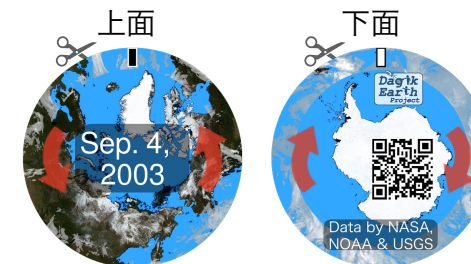 上面
下面
Dagik
Earth
Project
Sep. 4,
2003
Data by NASA,
NOAA & USGS